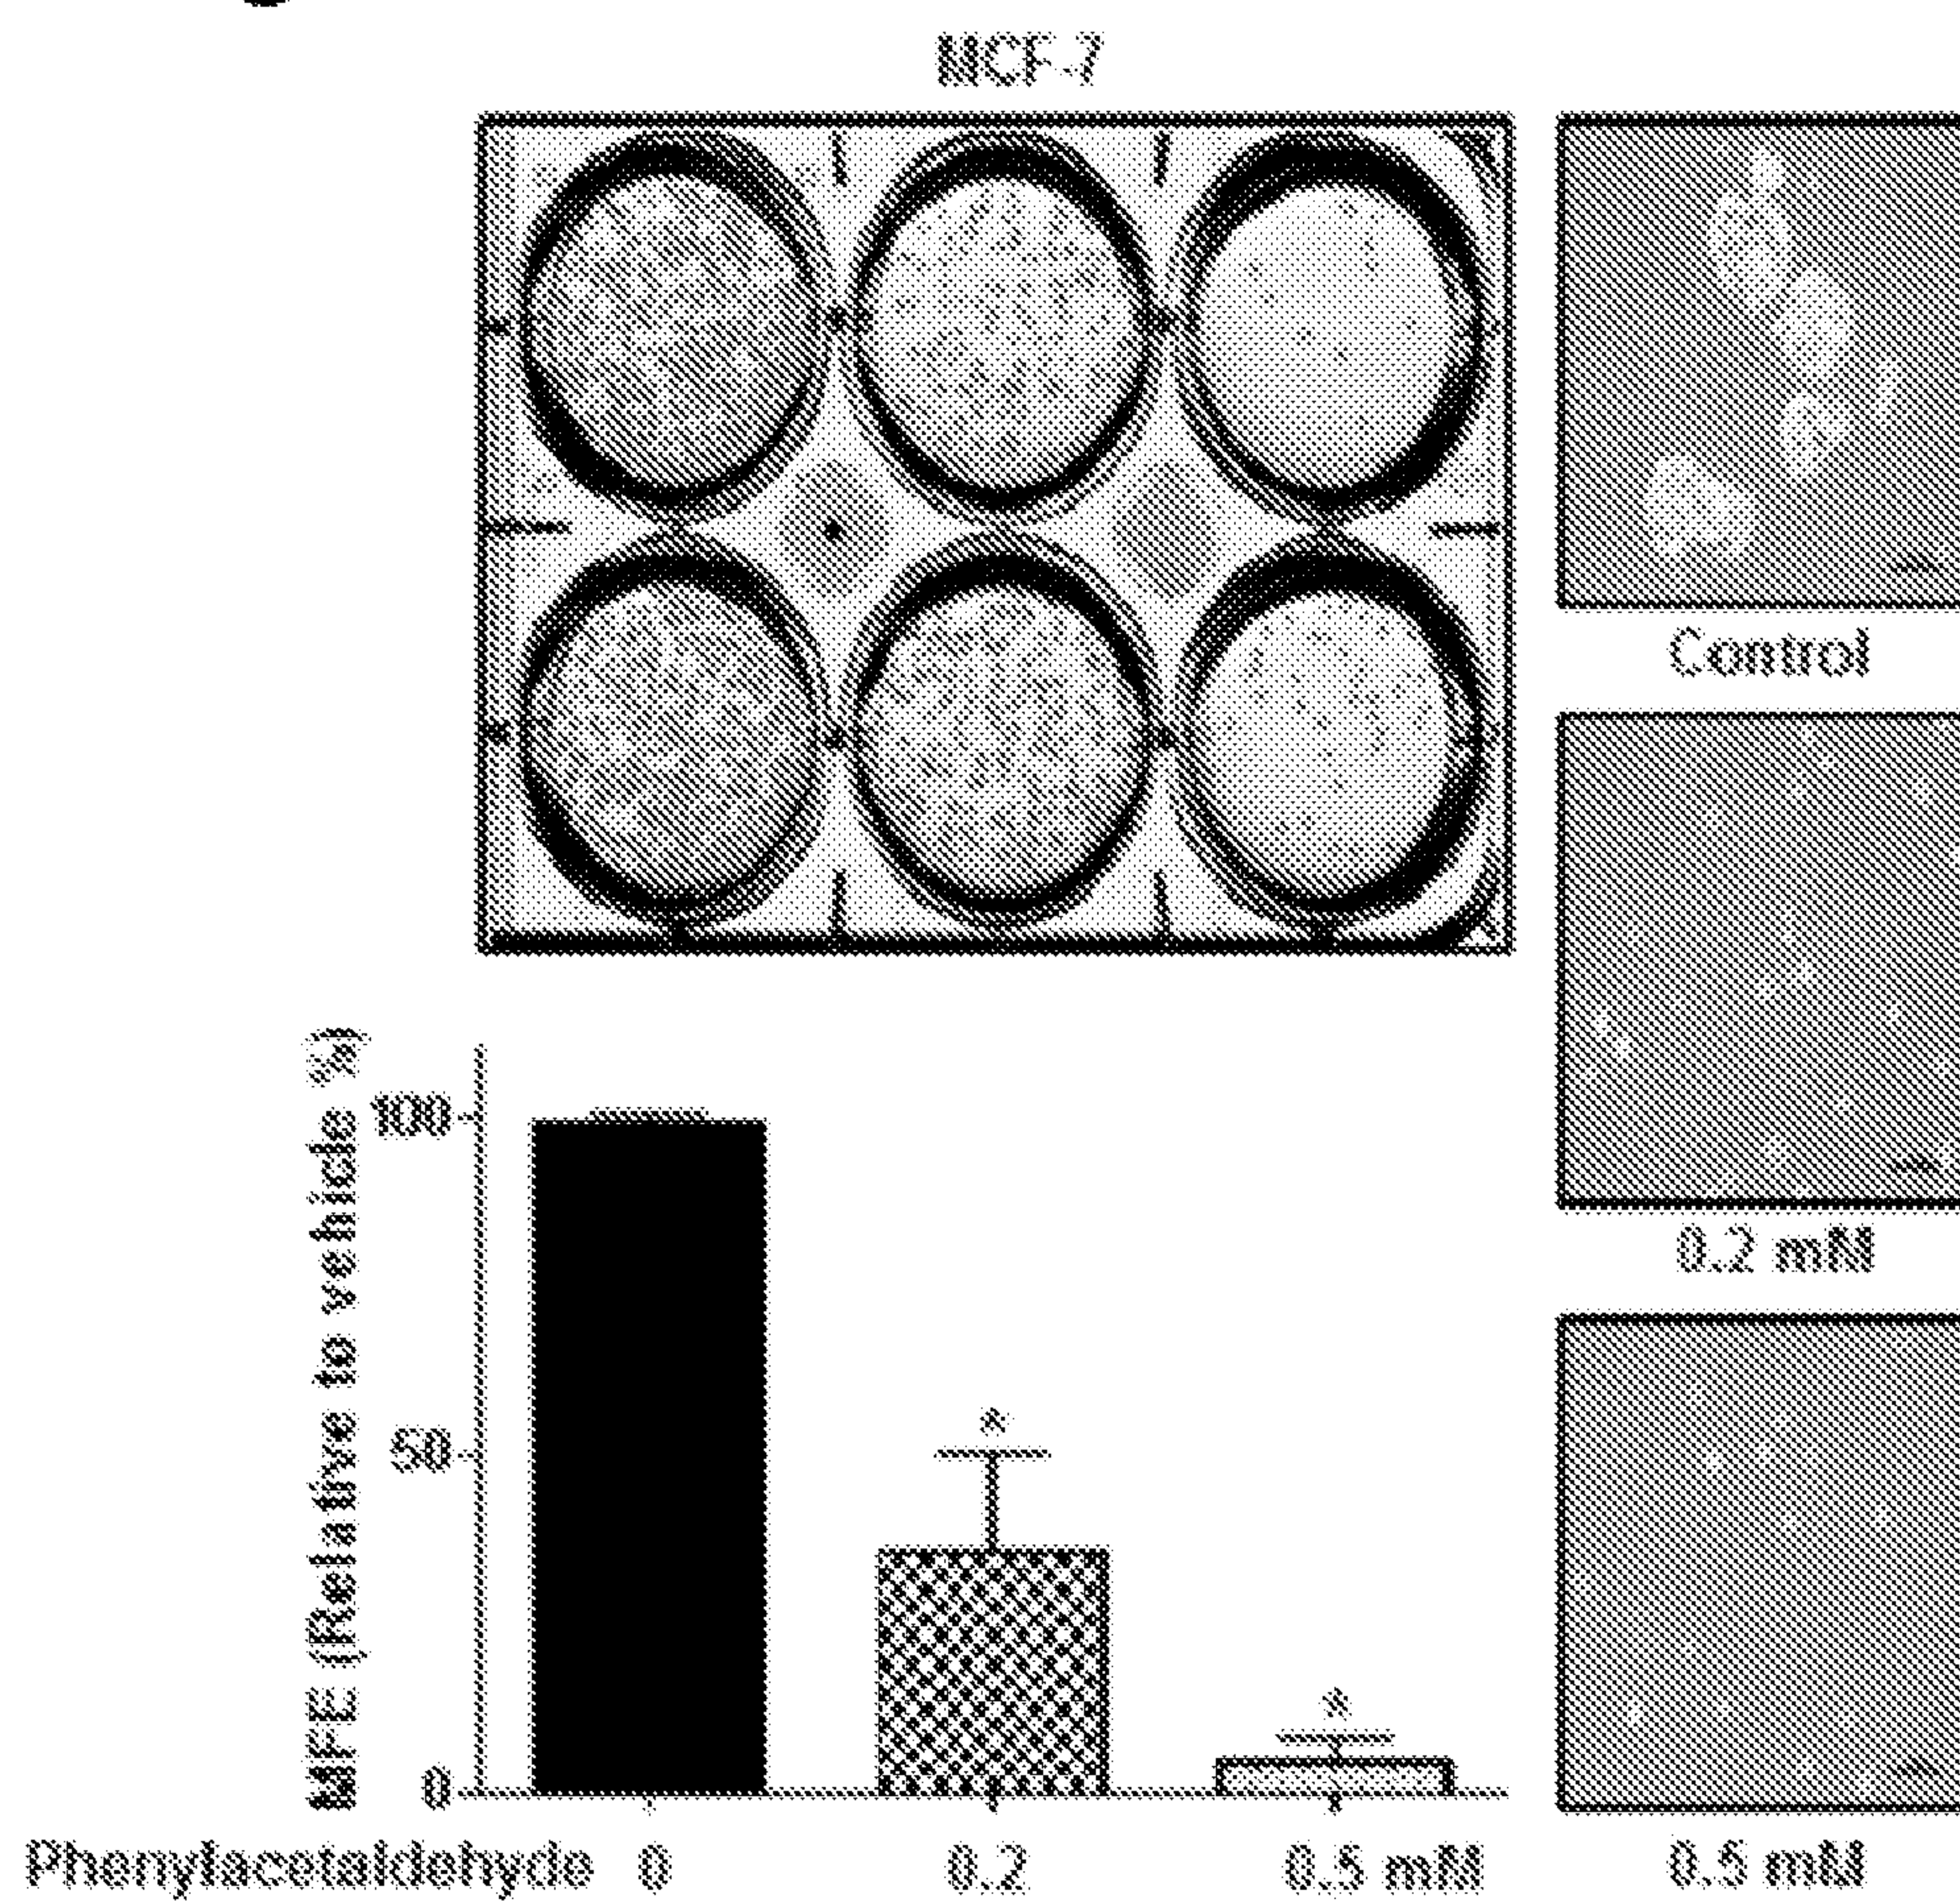 MCF-7
Control
0.2 mM
0.5 mM
MFE (Relative to vehicle %)
100
50
*
*
0
Phenylacetaldehyde 0 0.2 0.5 mM